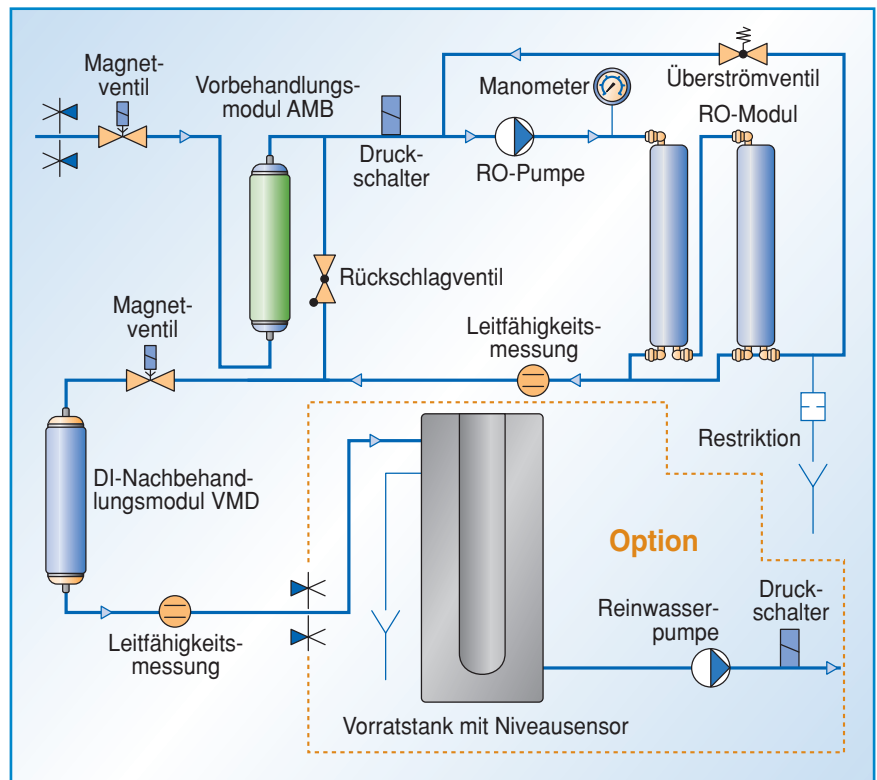 Magnet-
ventil
Vorbehandlungs-
modul AMB
Manometer
Überströmventil
RO-Modul
Druck-
schalter
RO-Pumpe
Rückschlagventil
Magnet-
ventil
Leitfähigkeits-
messung
Restriktion
DI-Nachbehand-
lungsmodul VMD
Option
Druck-
schalter
Reinwasser-
pumpe
Leitfähigkeits-
messung
Vorratstank mit Niveausensor